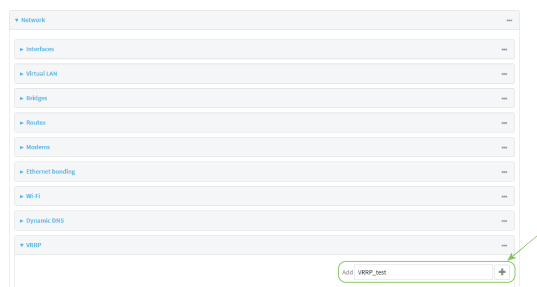 Network
Interfaces
Virtual LAN
Bridges
Routes
Modems
Ethernet bonding
Wi-Fi
Dynamic DNS
VRRP
Add VRRP_test